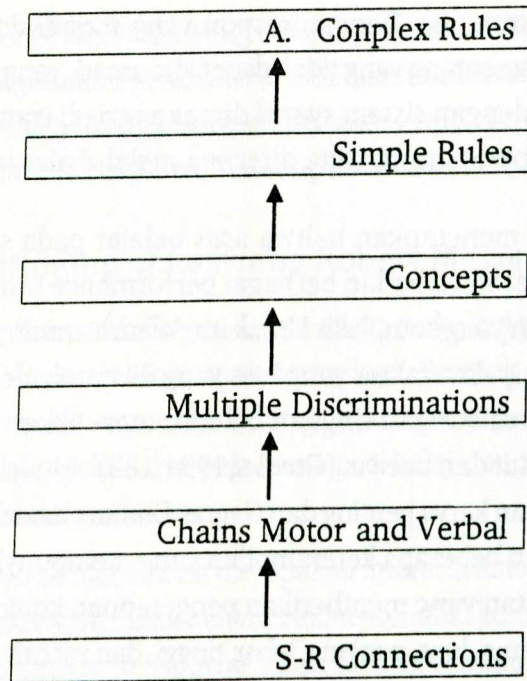 A. Conplex Rules
Simple Rules
Concepts
Multiple Discriminations
Chains Motor and Verbal
S-R Connections